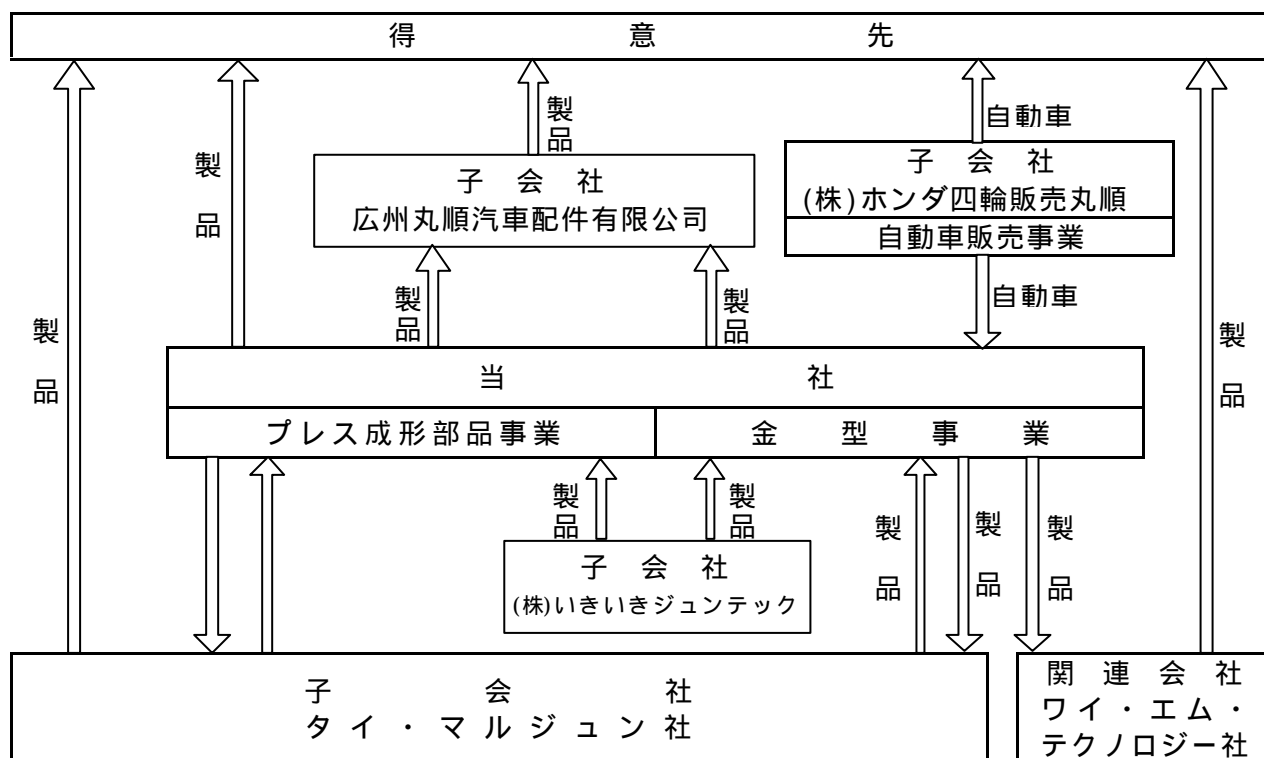 得意先
自動車
製品
製品
子会社
広州丸順汽車配件有限公司
子会社
(株)ホンダ四輪販売丸順
自動車販売事業
製品
製品
自動車
製品
製品
当社
プレス成形部品事業
金型事業
製品
製品
製品
製品
製品
子会社
(株)いきいきジュンテック
子会社
タイ・マルジュン社
関連会社
ワイ・エム・
テクノロジー社